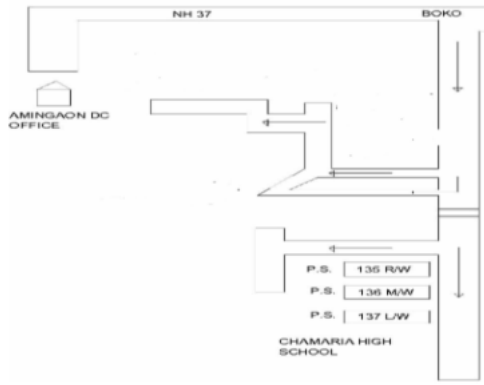 NH 37
BOKO
AMINGAON DC
OFFICE
P.S. 135 R/W
P.S. 136 M/W
P.S. 137 L/W
CHAMARIA HIGH
SCHOOL